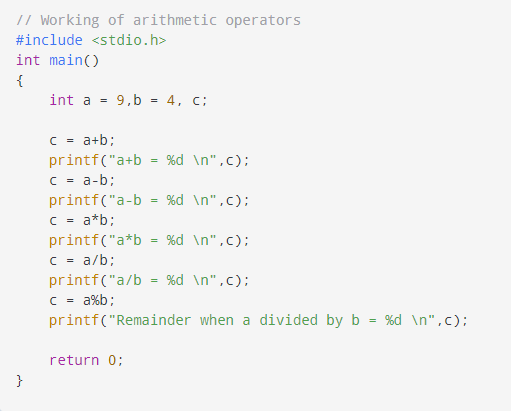 // Working of arithmetic operators
#include <stdio.h>
int main()
{
    int a = 9,b = 4, c;

    c = a+b;
    printf("a+b = %d \n",c);
    c = a-b;
    printf("a-b = %d \n",c);
    c = a*b;
    printf("a*b = %d \n",c);
    c = a/b;
    printf("a/b = %d \n",c);
    c = a%b;
    printf("Remainder when a divided by b = %d \n",c);

    return 0;
}